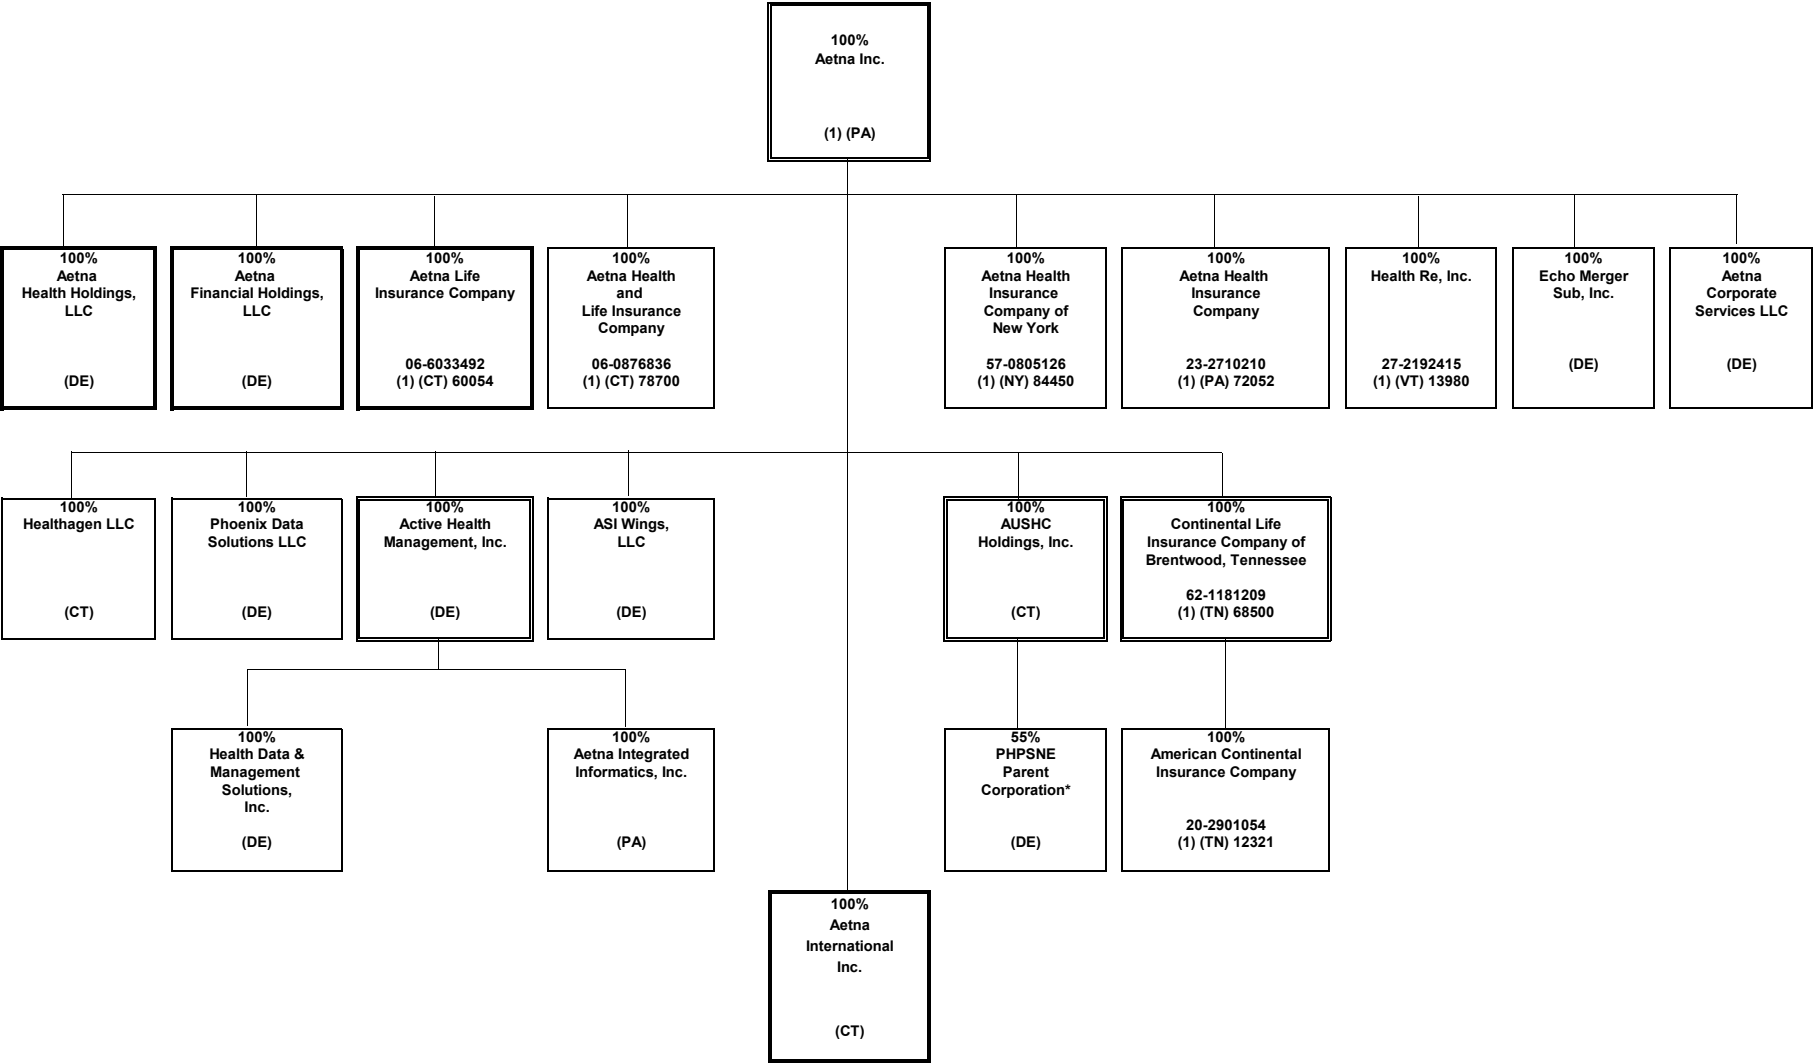 100%
Aetna Inc.
(1) (PA)
100%
Aetna
Health Holdings,
LLC
(DE)
100%
Aetna
Financial Holdings,
LLC
(DE)
100%
Aetna Life
Insurance Company
06-6033492
(1) (CT) 60054
100%
Aetna Health
and
Life Insurance
Company
06-0876836
(1) (CT) 78700
100%
Aetna Health
Insurance
Company of
New York
57-0805126
(1) (NY) 84450
100%
Aetna Health
Insurance
Company
23-2710210
(1) (PA) 72052
100%
Health Re, Inc.
27-2192415
(1) (VT) 13980
100%
Echo Merger
Sub, Inc.
(DE)
100%
Aetna
Corporate
Services LLC
(DE)
100%
Healthagen LLC
(CT)
100%
Phoenix Data
Solutions LLC
(DE)
100%
Active Health
Management, Inc.
(DE)
100%
ASI Wings,
LLC
(DE)
100%
AUSHC
Holdings, Inc.
(CT)
100%
Continental Life
Insurance Company of
Brentwood, Tennessee
62-1181209
(1) (TN) 68500
100%
Health Data &
Management
Solutions,
Inc.
(DE)
100%
Aetna Integrated
Informatics, Inc.
(PA)
55%
PHPSNE
Parent
Corporation*
(DE)
100%
American Continental
Insurance Company
20-2901054
(1) (TN) 12321
100%
Aetna
International
Inc.
(CT)